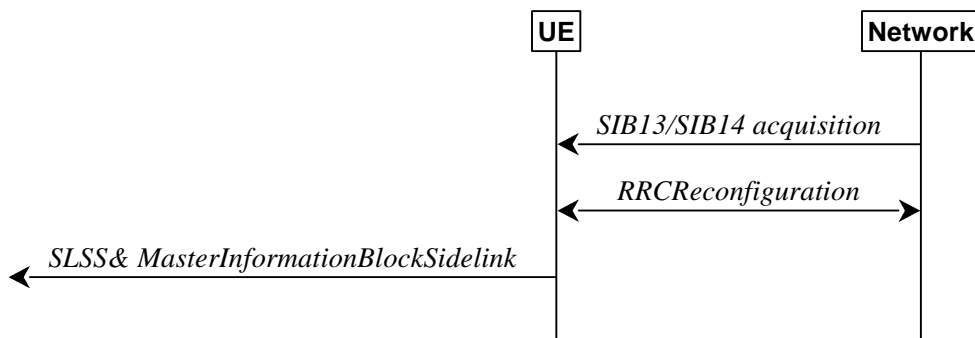 UE
Network
SIB13/SIB14 acquisition
RRCReconfiguration
SLSS& MasterInformationBlockSidelink